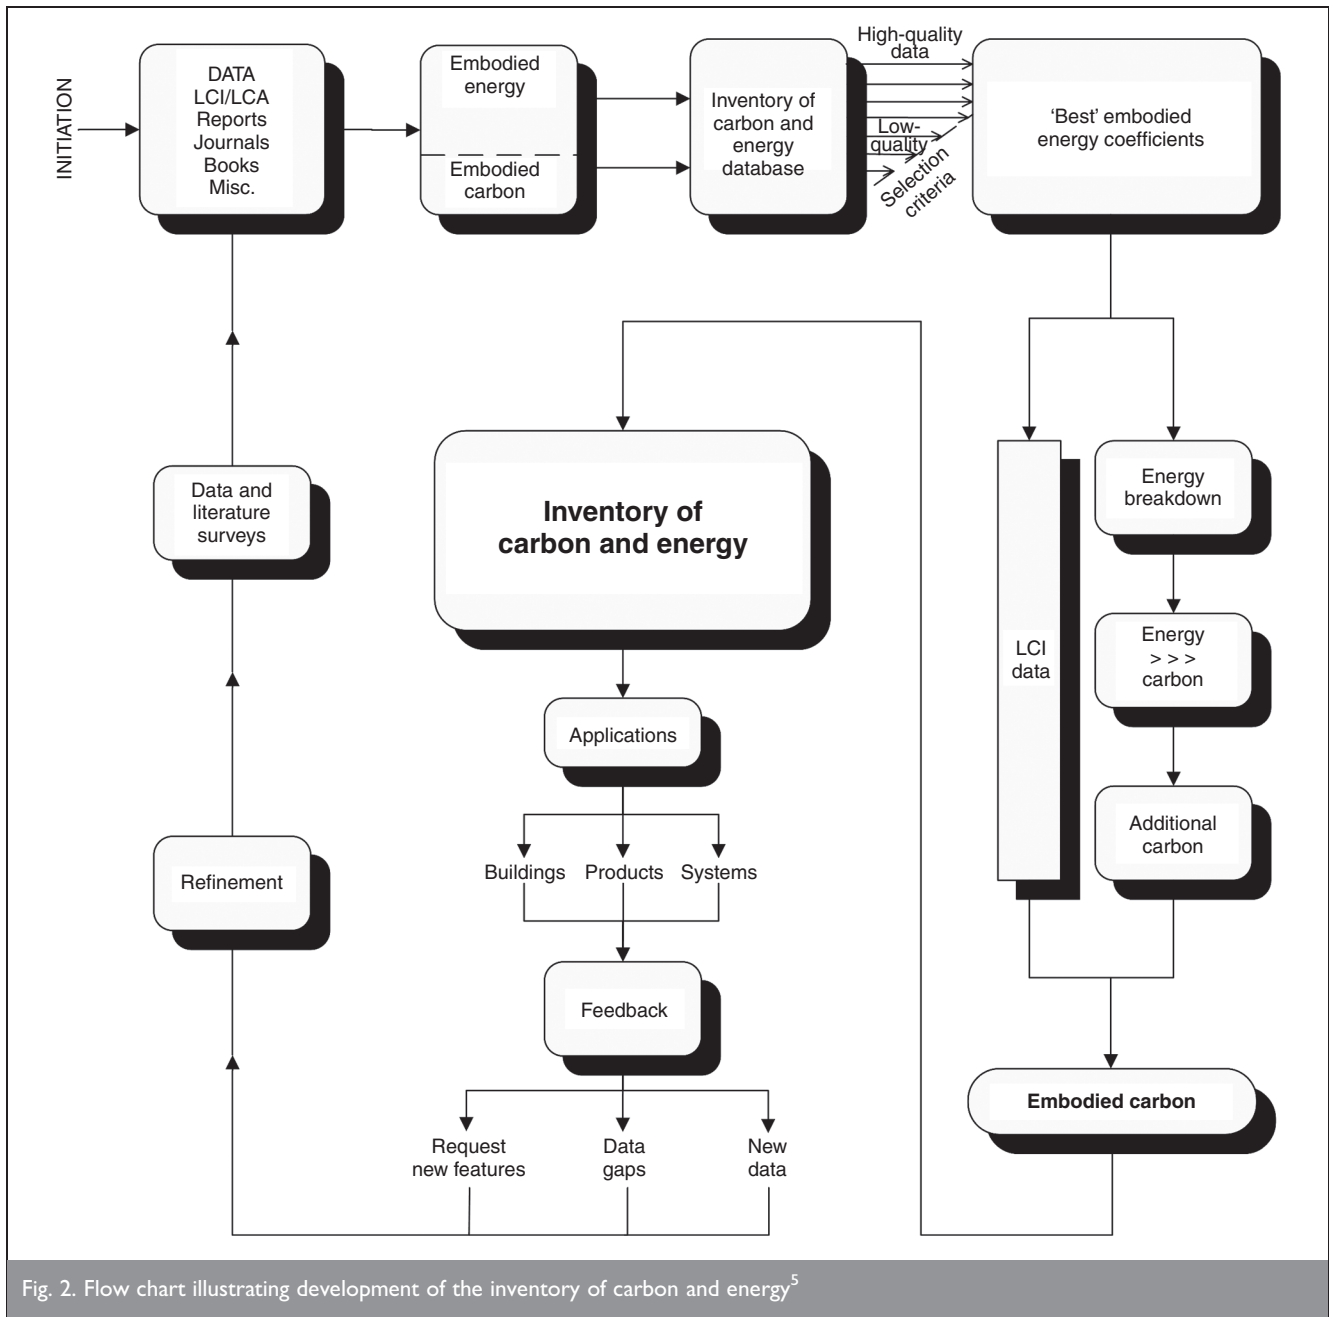 INITIATION
DATA
LCI/LCA
Reports
Journals
Books
Misc.
Embodied
energy
Embodied
carbon
Inventory of
carbon and
energy
database
High-quality
data
Low-
quality
Selection
criteria
‘Best’ embodied
energy coefficients
Data and
literature
surveys
Refinement
Inventory of
carbon and energy
Applications
Buildings
Products
Systems
Feedback
Request
new features
Data
gaps
New
data
LCI
data
Energy
breakdown
Energy
> > >
carbon
Additional
carbon
Embodied carbon
Fig. 2. Flow chart illustrating development of the inventory of carbon and energy5